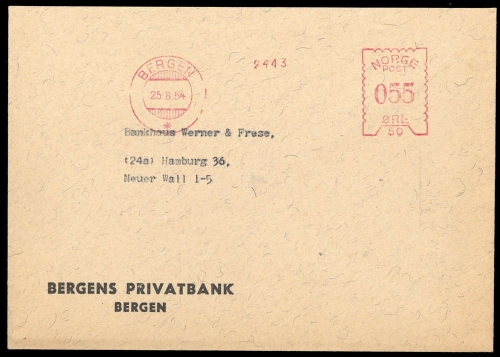 BERGEN
25.8.54
2443
NORGE
POST
055
ØRE
50
Bankhaus Werner & Frese,
(24a) Hamburg 36,
Neuer Wall 1-5
BERGENS PRIVATBANK
BERGEN